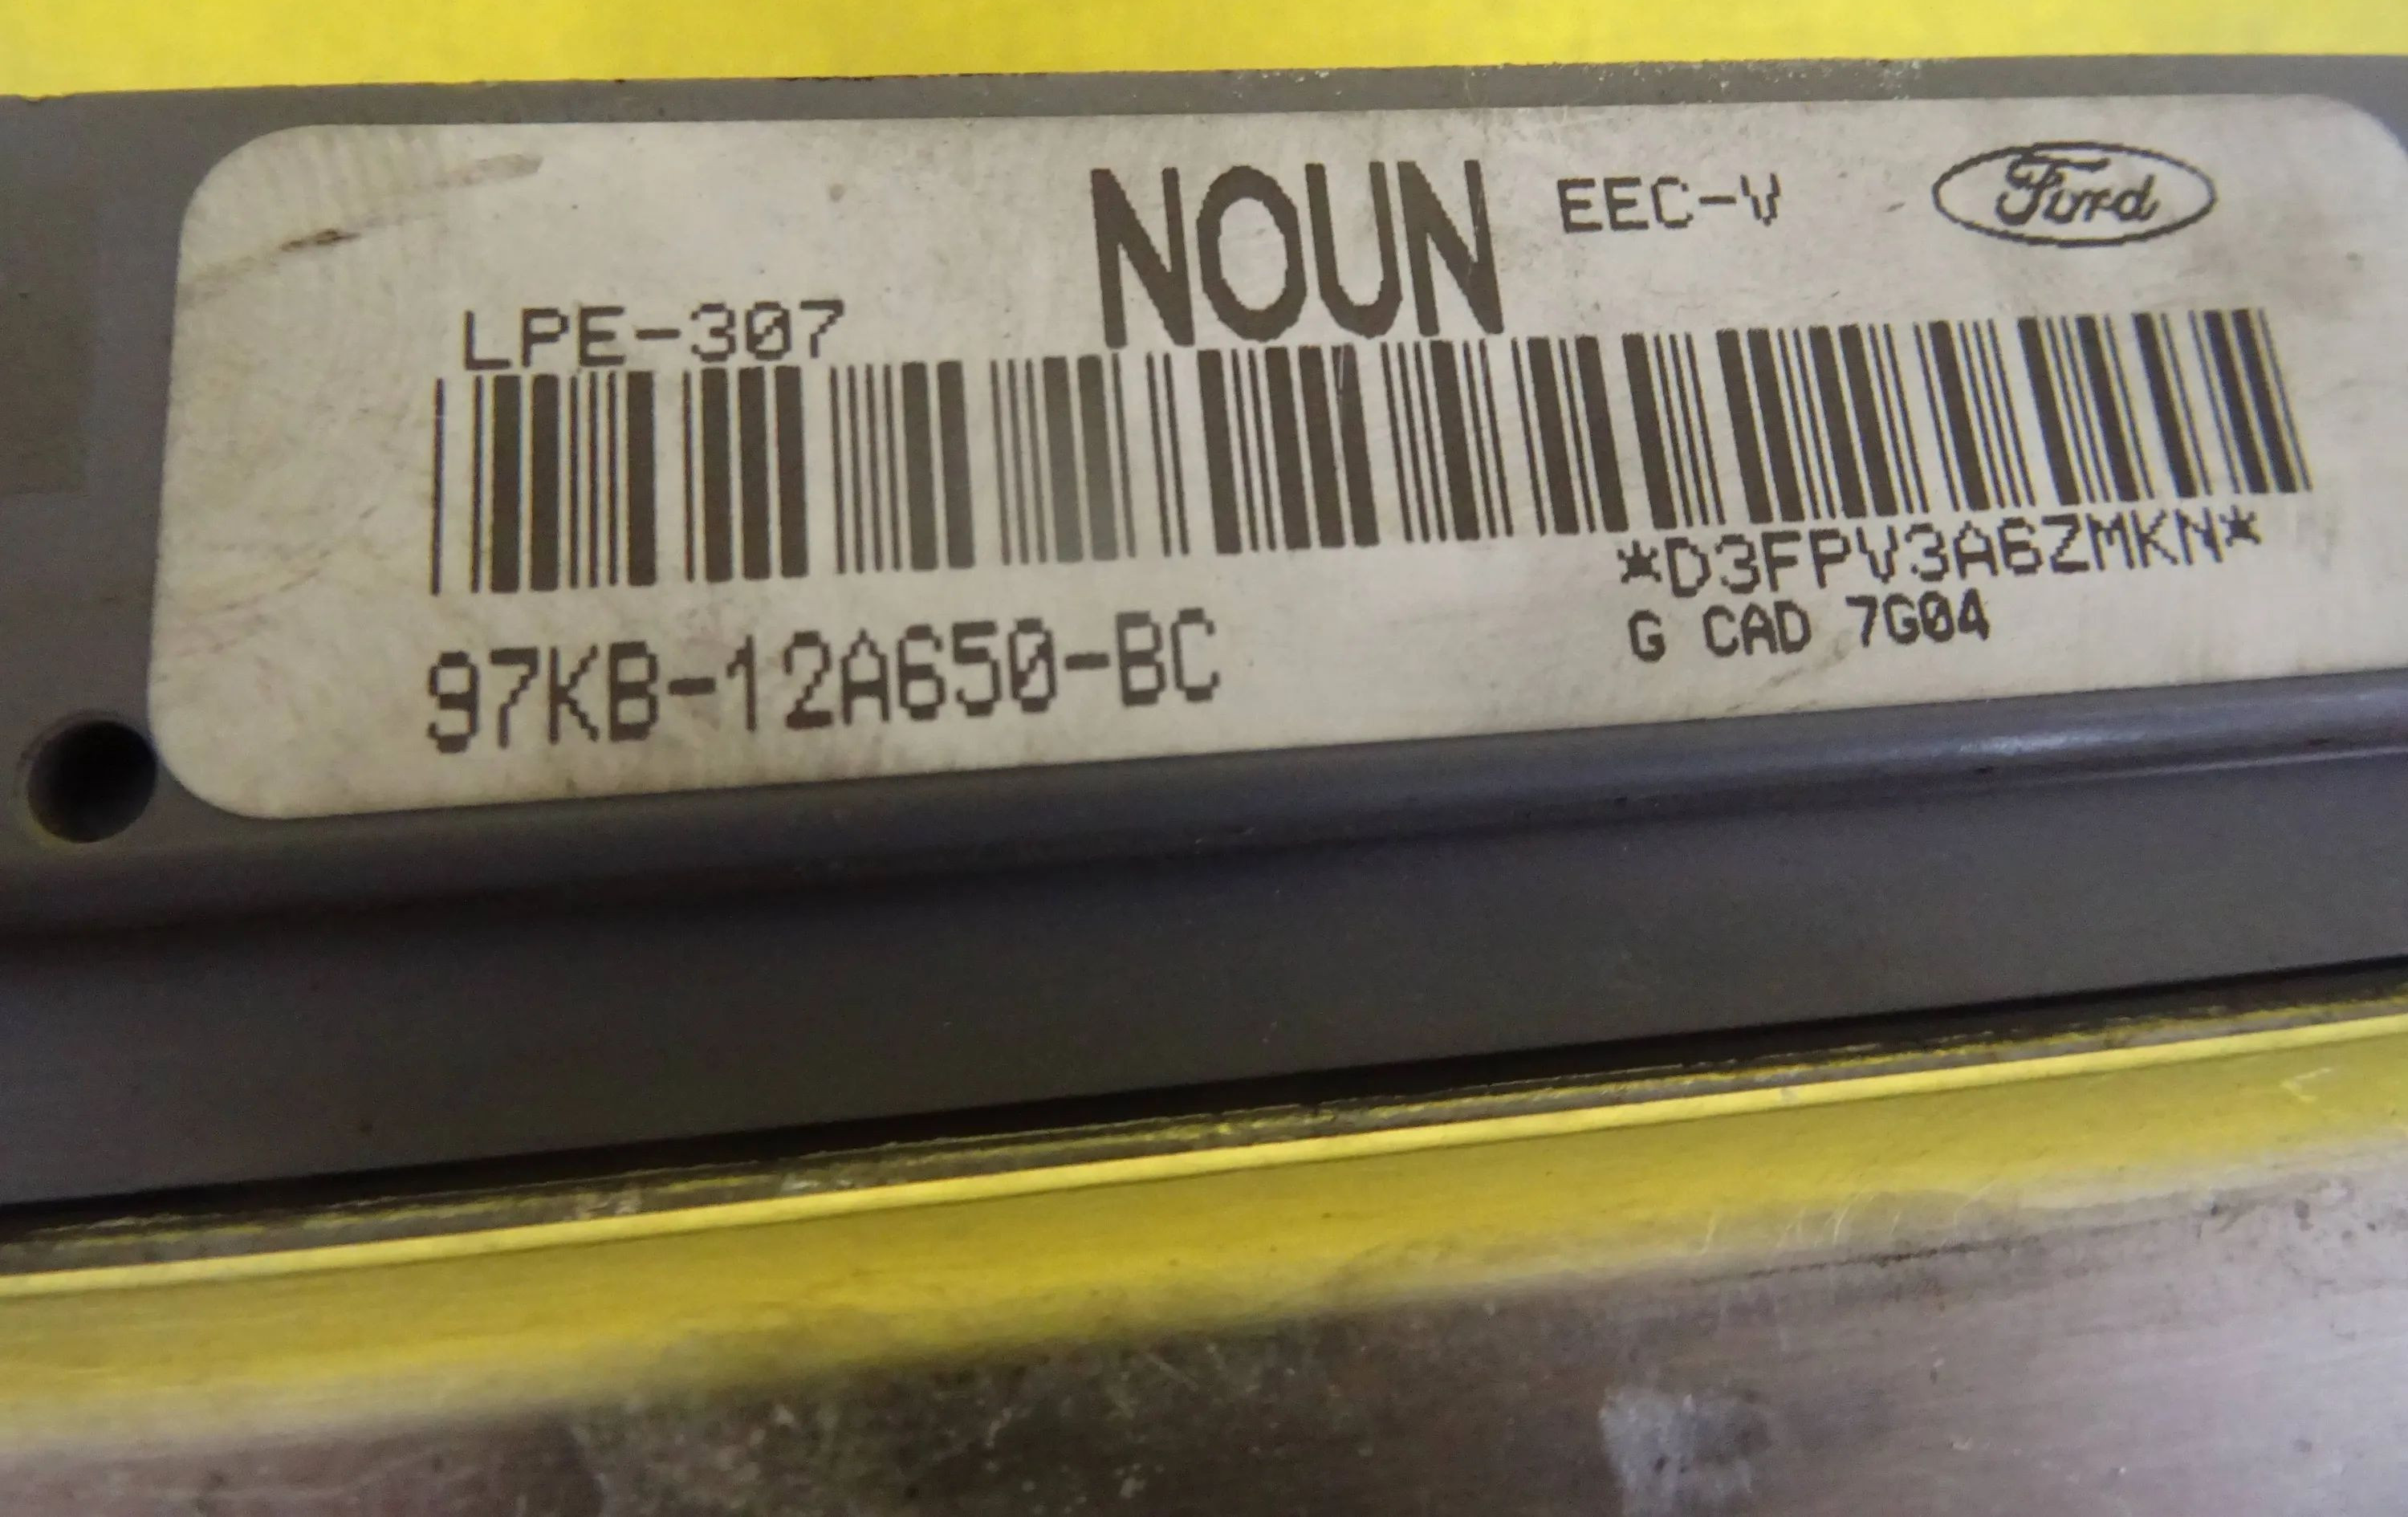 NOUN EEC-V Ford
LPE-307
*D3FPV3A6ZMKN*
97KB-12A650-BC
G CAD 7G04